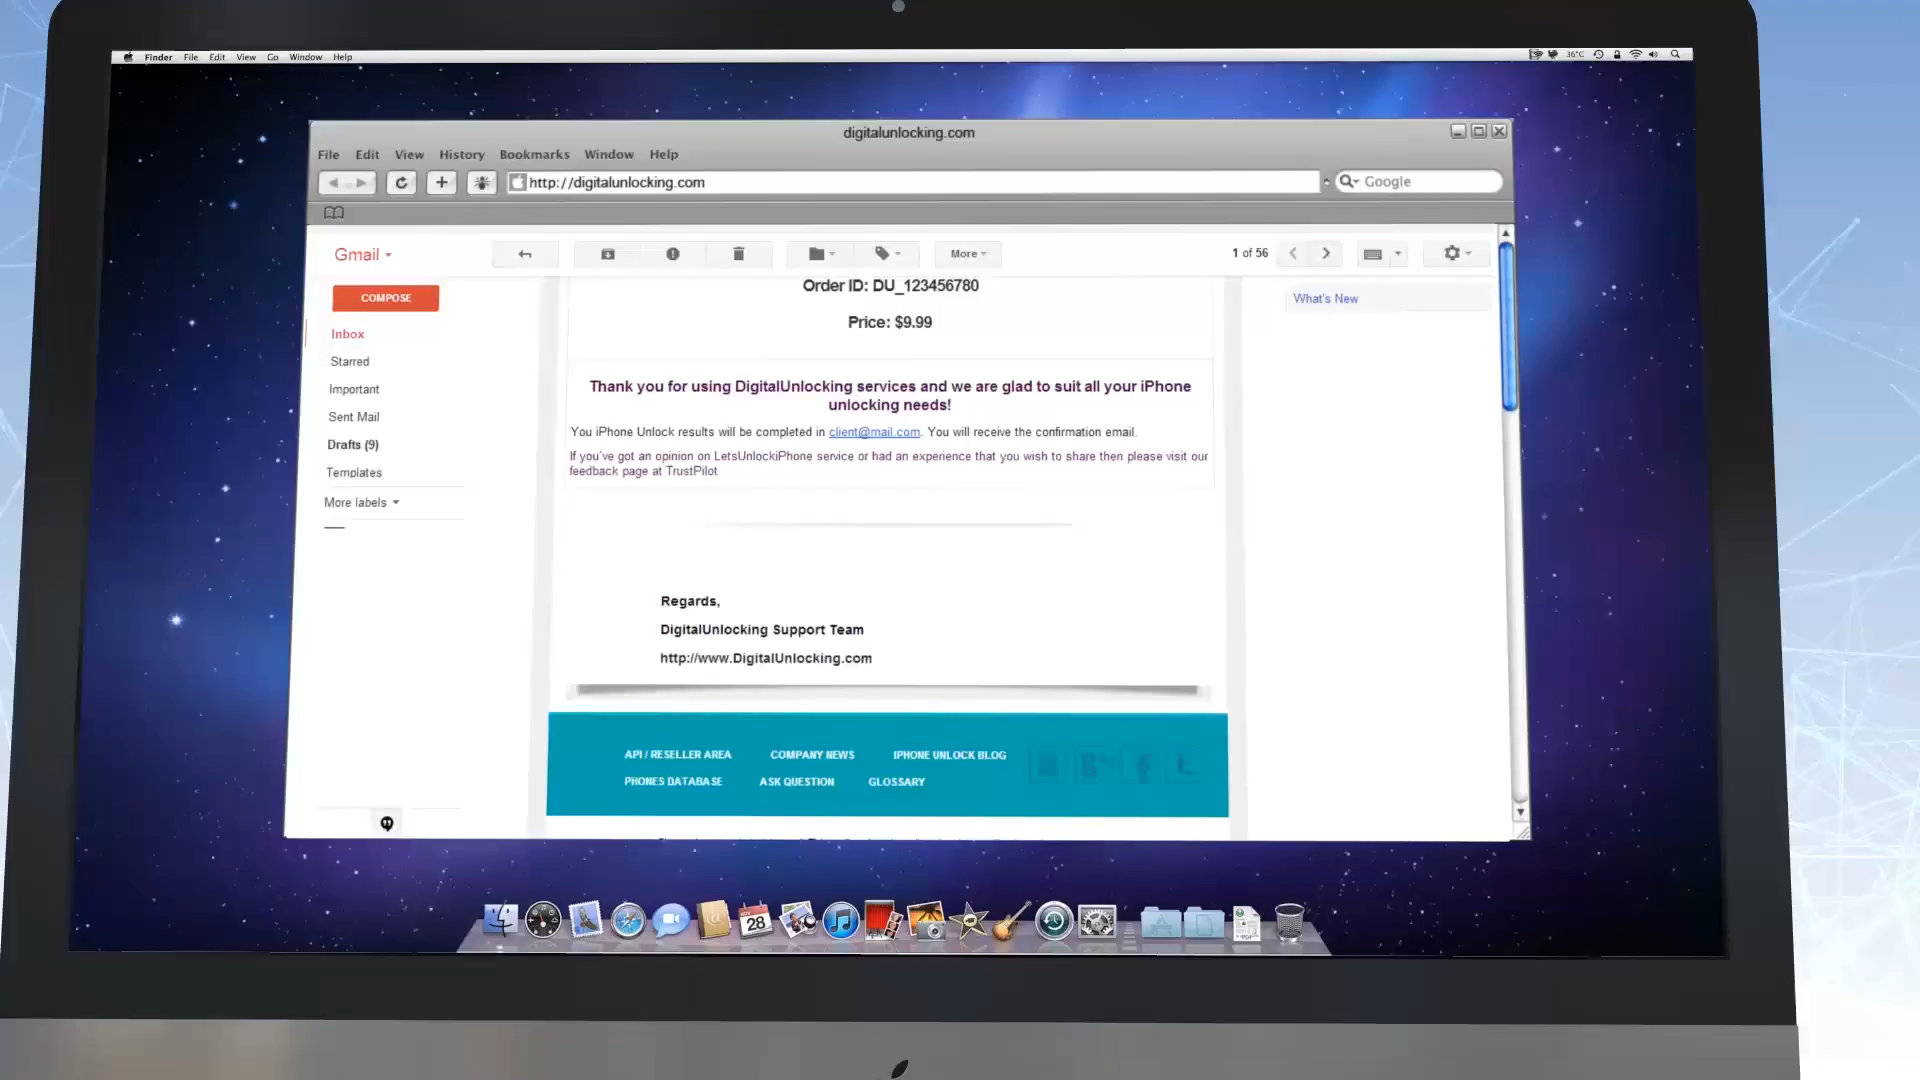 Finder File Edit View Go Window Help
36°C
digitalunlocking.com
File Edit View History Bookmarks Window Help
http://digitalunlocking.com
Google
Gmail
More
1 of 56
COMPOSE
Inbox
Starred
Important
Sent Mail
Drafts (9)
Templates
More labels
What's New
Order ID: DU_123456780
Price: $9.99
Thank you for using DigitalUnlocking services and we are glad to suit all your iPhone
unlocking needs!
You iPhone Unlock results will be completed in client@mail.com. You will receive the confirmation email.
If you've got an opinion on LetsUnlockiPhone service or had an experience that you wish to share then please visit our
feedback page at TrustPilot
Regards,
DigitalUnlocking Support Team
http://www.DigitalUnlocking.com
API / RESELLER AREA COMPANY NEWS IPHONE UNLOCK BLOG
PHONES DATABASE ASK QUESTION GLOSSARY
NOV
28
PDF